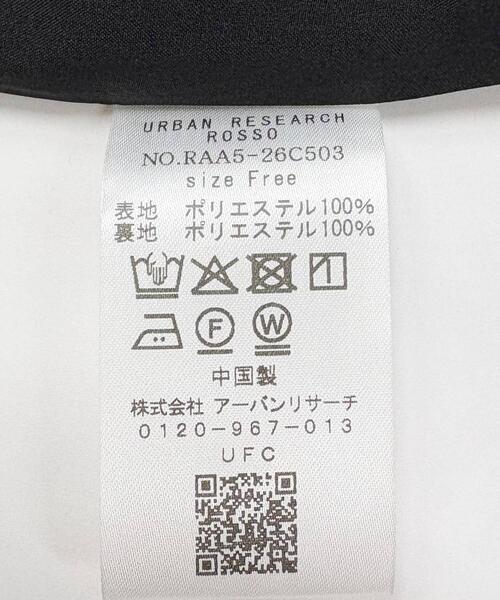 URBAN RESEARCH
ROSSO
NO.RAA5-26C503
size Free
表地 ポリエステル100%
裏地 ポリエステル100%
F W
中国製
株式会社 アーバンリサーチ
0120-967-013
UFC